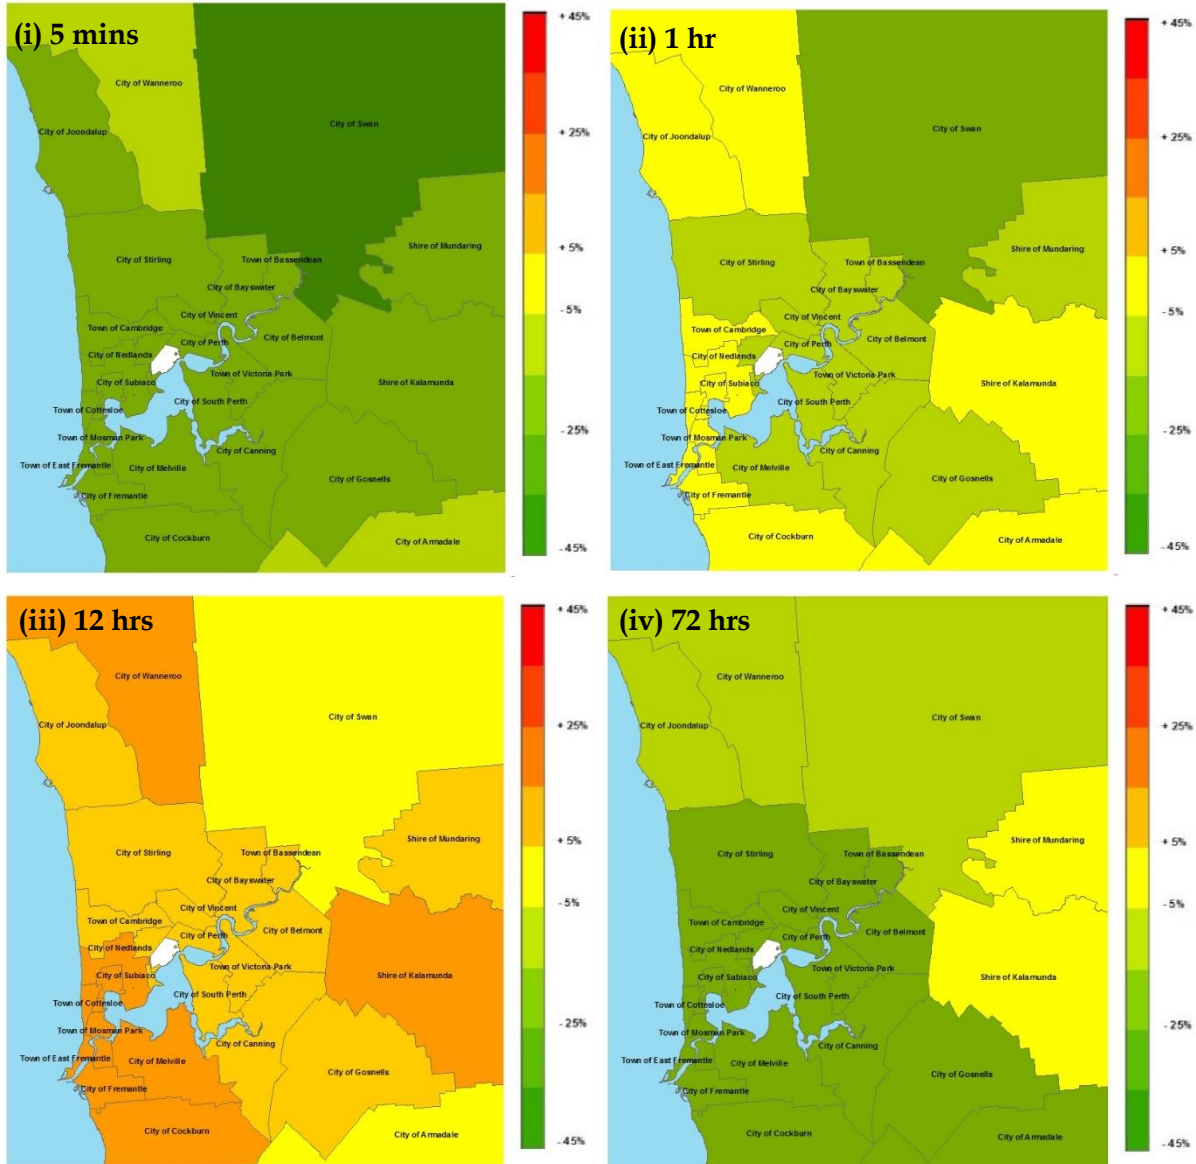 (i) 5 mins
City of Wanneroo
City of Joondalup
City of Swan
Shire of Mundaring
City of Stirling
Town of Bassendean
City of Bayswater
City of Vincent
Town of Cambridge
City of Perth
City of Belmont
City of Nedlands
Town of Victoria Park
City of Subiaco
Shire of Kalamunda
City of South Perth
Town of Cottesloe
Town of Mosman Park
City of Canning
Town of East Fremantle
City of Melville
City of Gosnells
City of Fremantle
City of Cockburn
City of Armadale
+ 45%
+ 25%
+ 5%
- 5%
- 25%
- 45%
(ii) 1 hr
City of Wanneroo
City of Joondalup
City of Swan
Shire of Mundaring
City of Stirling
Town of Bassendean
City of Bayswater
City of Vincent
Town of Cambridge
City of Perth
City of Belmont
City of Nedlands
Town of Victoria Park
City of Subiaco
Shire of Kalamunda
City of South Perth
Town of Cottesloe
Town of Mosman Park
City of Canning
Town of East Fremantle
City of Melville
City of Gosnells
City of Fremantle
City of Cockburn
City of Armadale
+ 45%
+ 25%
+ 5%
- 5%
- 25%
- 45%
(iii) 12 hrs
City of Wanneroo
City of Joondalup
City of Swan
Shire of Mundaring
City of Stirling
Town of Bassendean
City of Bayswater
City of Vincent
Town of Cambridge
City of Perth
City of Belmont
City of Nedlands
Town of Victoria Park
City of Subiaco
Shire of Kalamunda
City of South Perth
Town of Cottesloe
Town of Mosman Park
City of Canning
Town of East Fremantle
City of Melville
City of Gosnells
City of Fremantle
City of Cockburn
City of Armadale
+ 45%
+ 25%
+ 5%
- 5%
- 25%
- 45%
(iv) 72 hrs
City of Wanneroo
City of Joondalup
City of Swan
Shire of Mundaring
City of Stirling
Town of Bassendean
City of Bayswater
City of Vincent
Town of Cambridge
City of Perth
City of Belmont
City of Nedlands
Town of Victoria Park
City of Subiaco
Shire of Kalamunda
City of South Perth
Town of Cottesloe
Town of Mosman Park
City of Canning
Town of East Fremantle
City of Melville
City of Gosnells
City of Fremantle
City of Cockburn
City of Armadale
+ 45%
+ 25%
+ 5%
- 5%
- 25%
- 45%